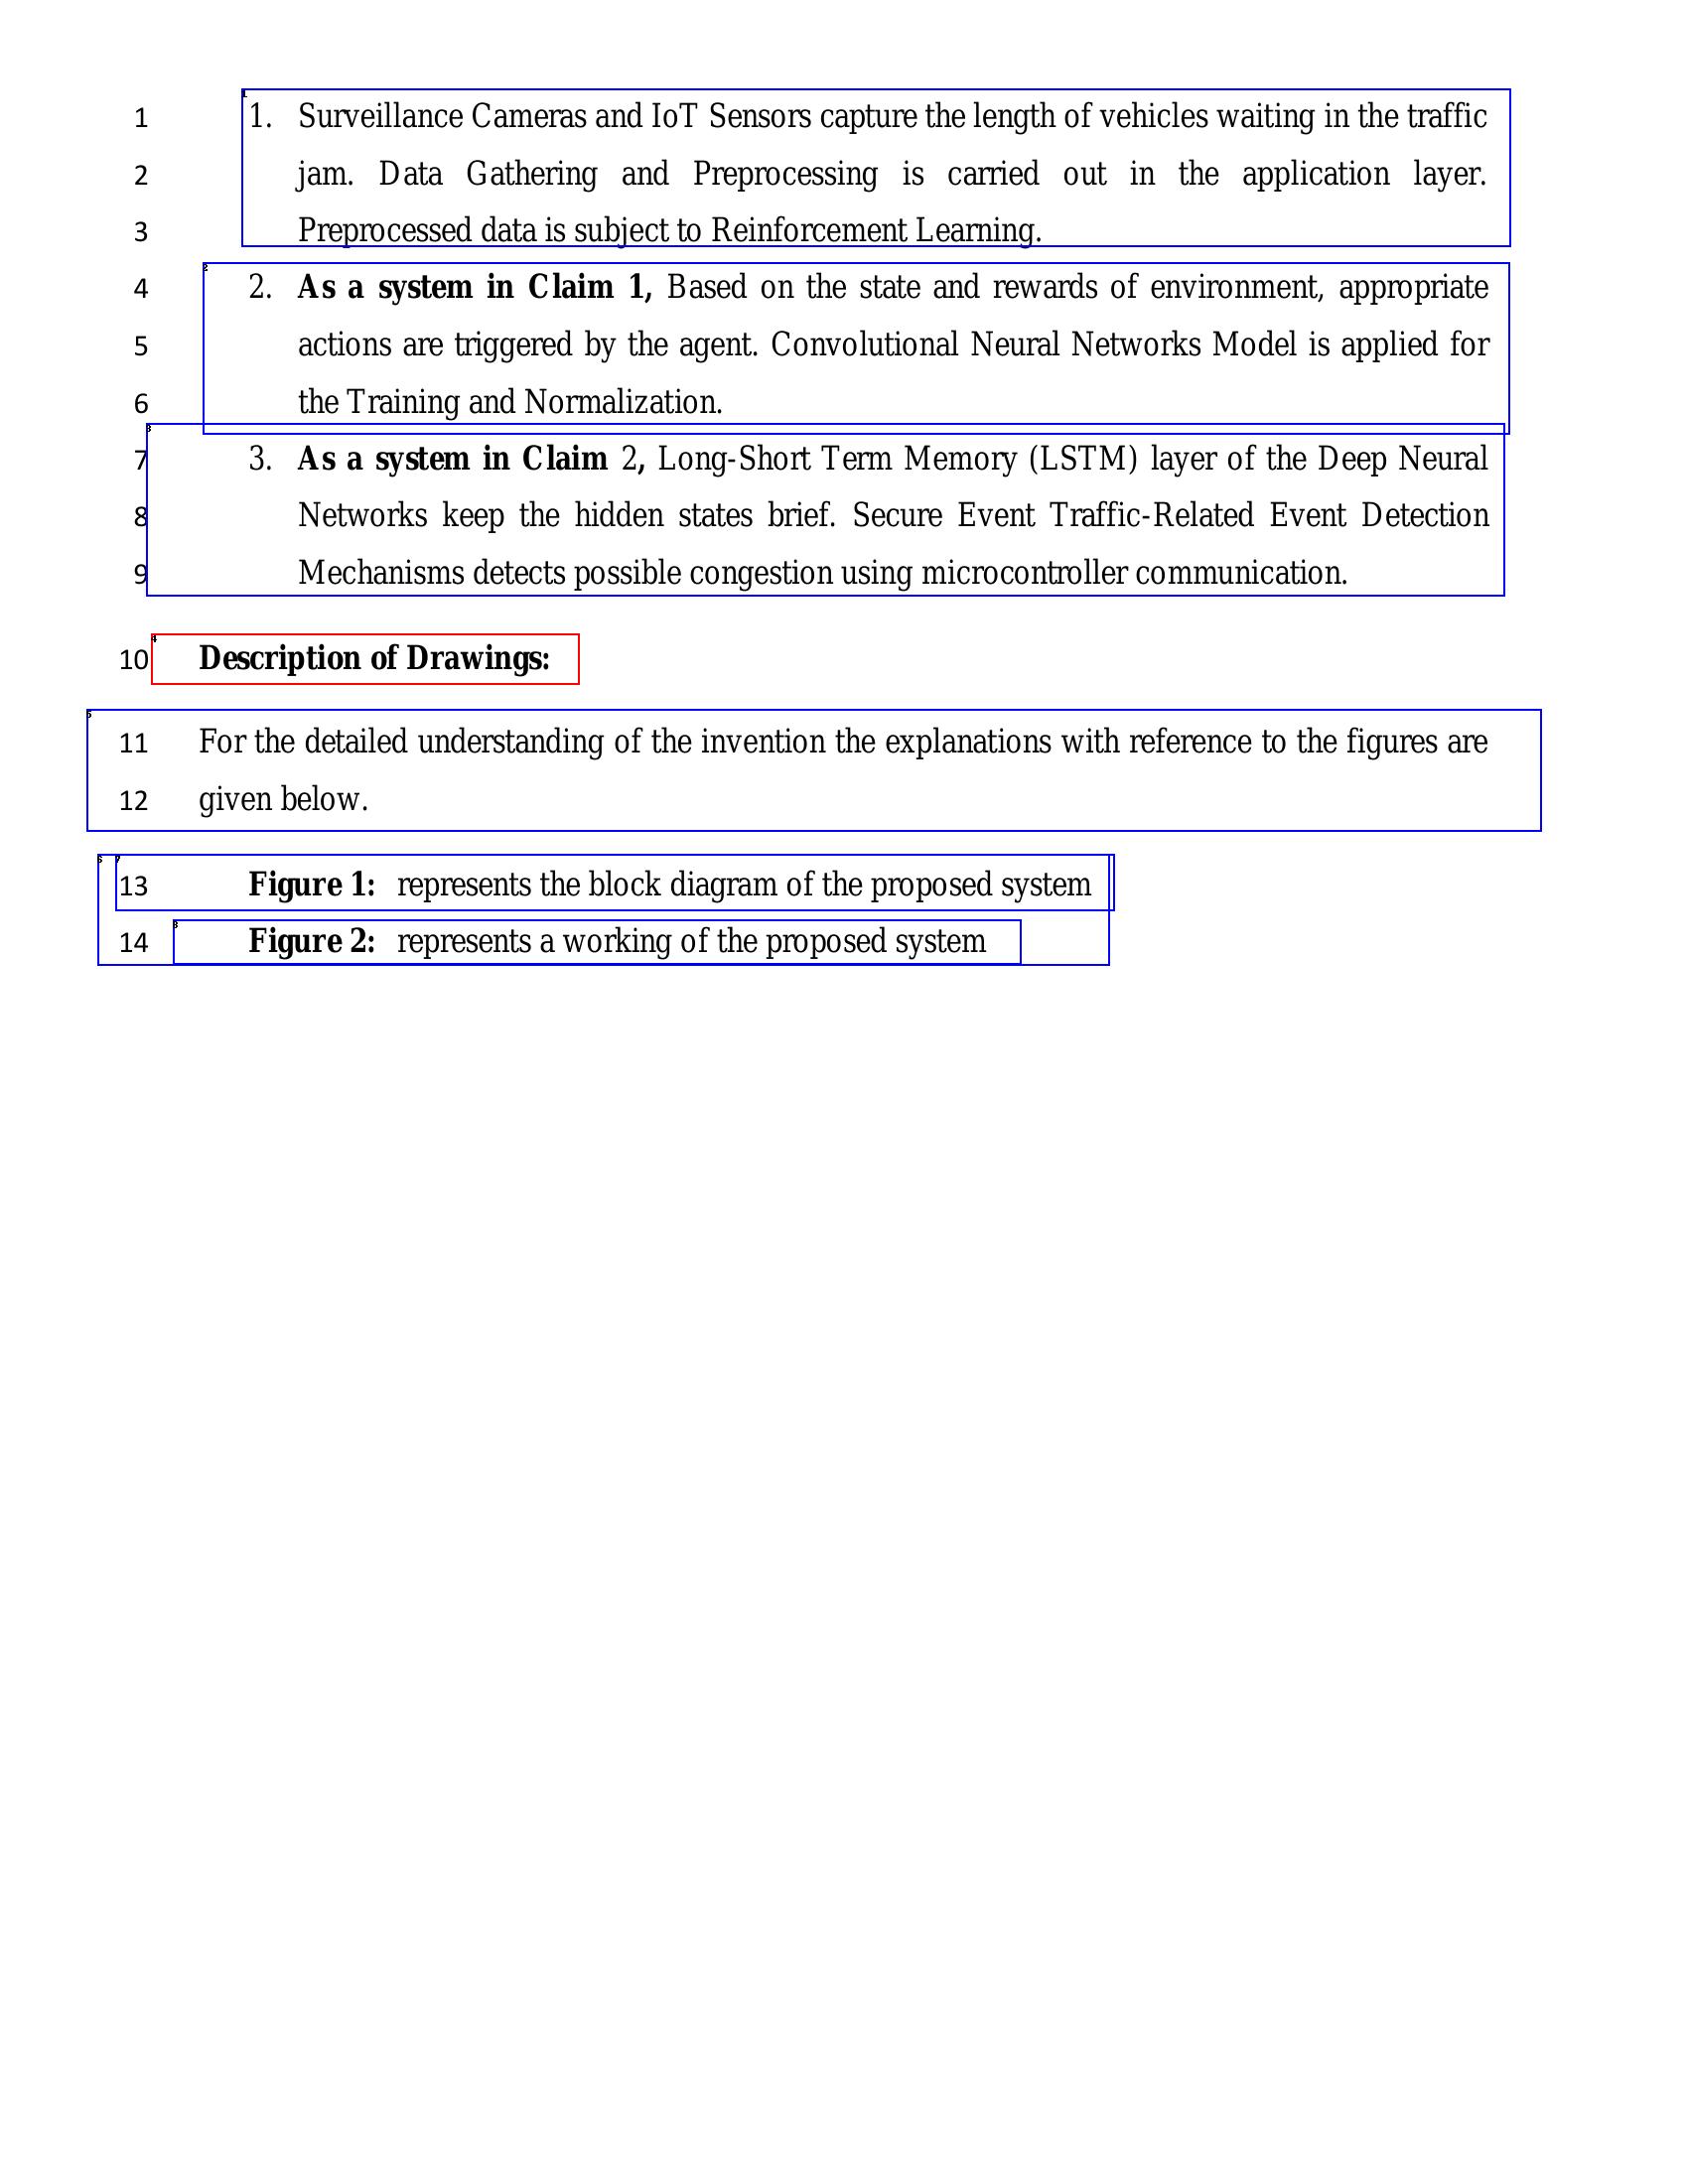 1 1. Surveillance Cameras and IoT Sensors capture the length of vehicles waiting in the traffic
2 jam. Data Gathering and Preprocessing is carried out in the application layer.
3 Preprocessed data is subject to Reinforcement Learning.
4 2. As a system in Claim 1, Based on the state and rewards of environment, appropriate
5 actions are triggered by the agent. Convolutional Neural Networks Model is applied for
6 the Training and Normalization.
7 3. As a system in Claim 2, Long-Short Term Memory (LSTM) layer of the Deep Neural
8 Networks keep the hidden states brief. Secure Event Traffic-Related Event Detection
9 Mechanisms detects possible congestion using microcontroller communication.
10 Description of Drawings:
11 For the detailed understanding of the invention the explanations with reference to the figures are
12 given below.
13 Figure 1: represents the block diagram of the proposed system
14 Figure 2: represents a working of the proposed system